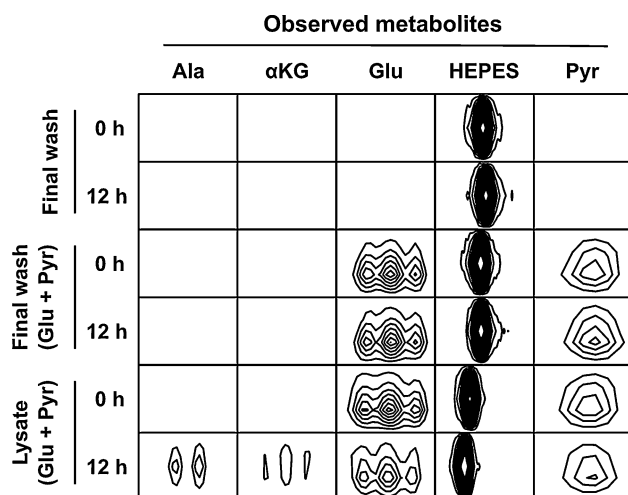 Observed metabolites
Ala αKG Glu HEPES Pyr
Final wash
0 h
12 h
Final wash
(Glu + Pyr)
0 h
12 h
Lysate
(Glu + Pyr)
0 h
12 h